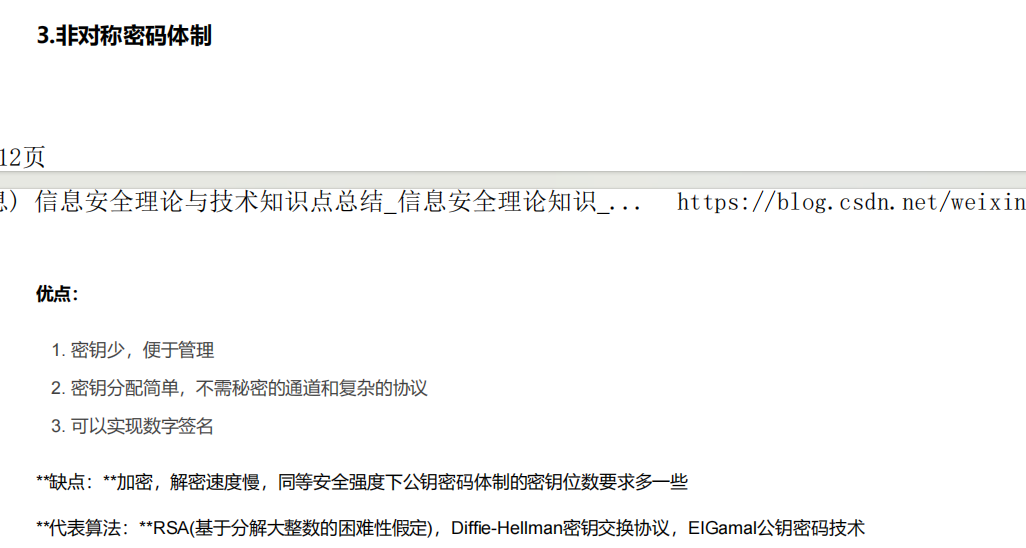 3.非对称密码体制
12页
息) 信息安全理论与技术知识点总结_信息安全理论知识_... https://blog.csdn.net/weixin
优点：
1. 密钥少，便于管理
2. 密钥分配简单，不需秘密的通道和复杂的协议
3. 可以实现数字签名
**缺点：**加密，解密速度慢，同等安全强度下公钥密码体制的密钥位数要求多一些
**代表算法：**RSA(基于分解大整数的困难性假定)，Diffie-Hellman密钥交换协议，EIGamal公钥密码技术